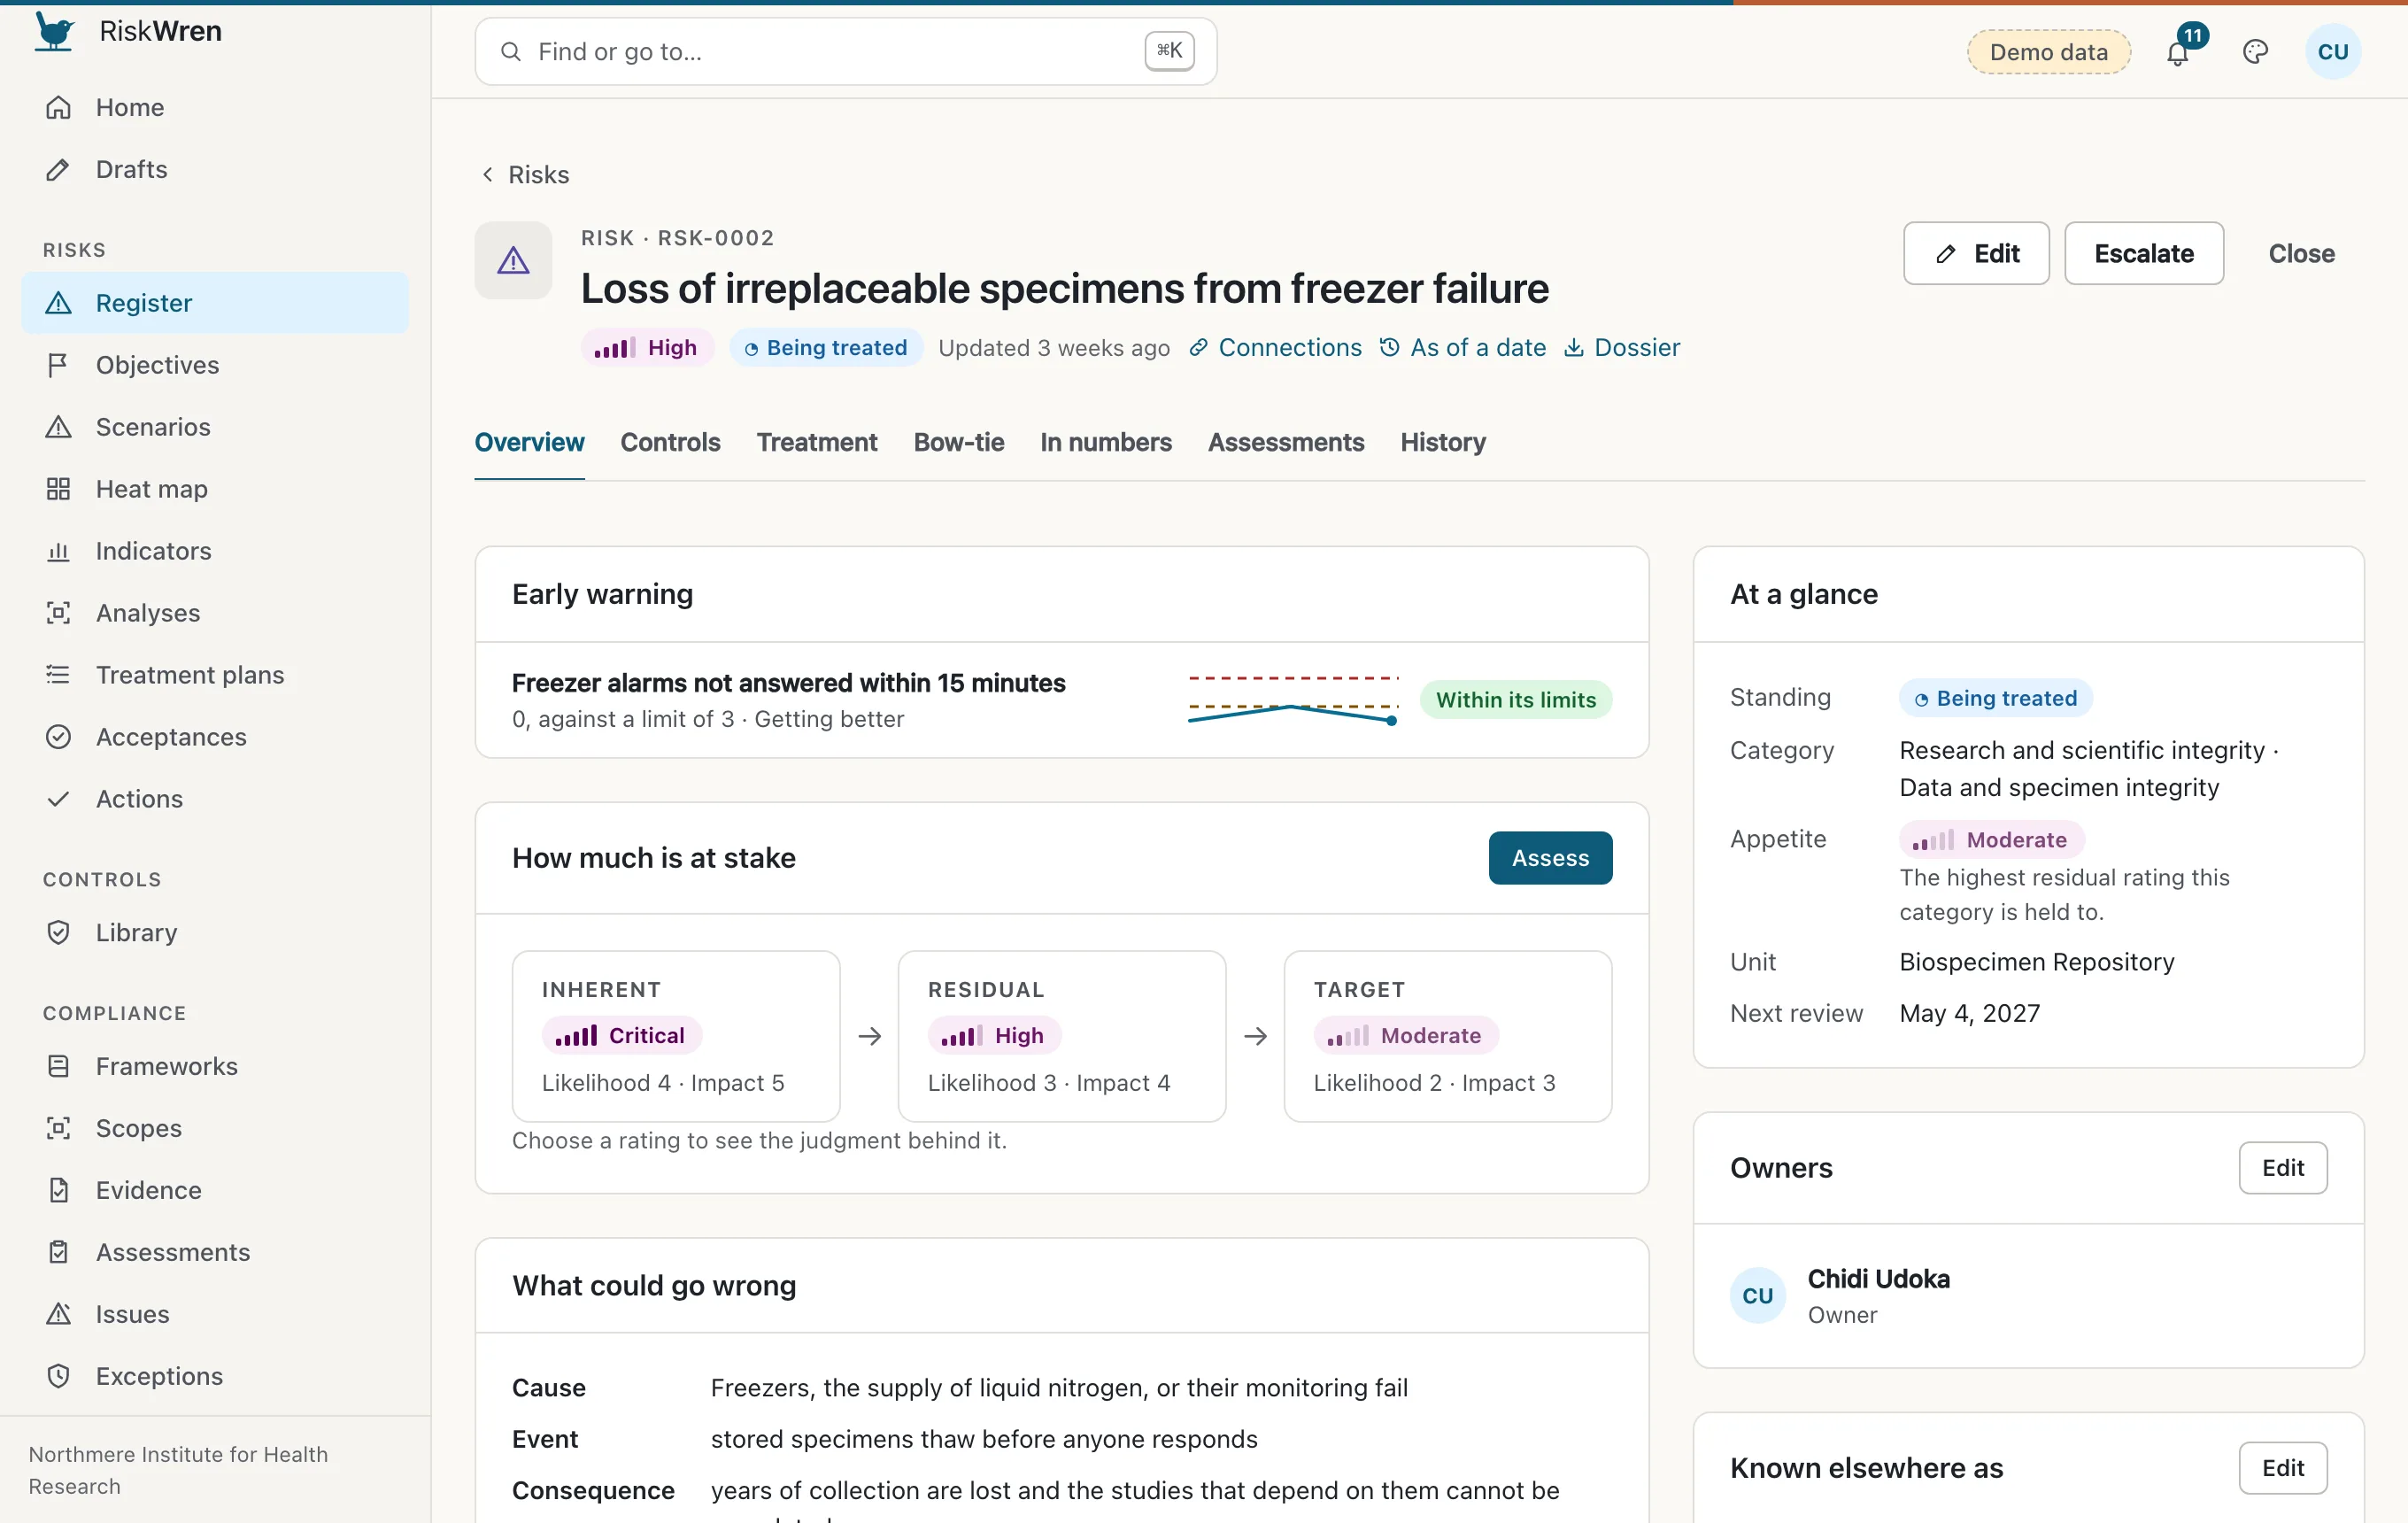 RiskWren
Find or go to...
⌘K
Demo data
11
CU
Home
Drafts
RISKS
Register
Objectives
Scenarios
Heat map
Indicators
Analyses
Treatment plans
Acceptances
Actions
CONTROLS
Library
COMPLIANCE
Frameworks
Scopes
Evidence
Assessments
Issues
Exceptions
Northmere Institute for Health
Research
Risks
RISK · RSK-0002
Loss of irreplaceable specimens from freezer failure
High
Being treated
Updated 3 weeks ago
Connections
As of a date
Dossier
Edit
Escalate
Close
Overview
Controls
Treatment
Bow-tie
In numbers
Assessments
History
Early warning
Freezer alarms not answered within 15 minutes
0, against a limit of 3 · Getting better
Within its limits
How much is at stake
Assess
INHERENT
Critical
Likelihood 4 · Impact 5
RESIDUAL
High
Likelihood 3 · Impact 4
TARGET
Moderate
Likelihood 2 · Impact 3
Choose a rating to see the judgment behind it.
What could go wrong
Cause
Freezers, the supply of liquid nitrogen, or their monitoring fail
Event
stored specimens thaw before anyone responds
Consequence
years of collection are lost and the studies that depend on them cannot be
At a glance
Standing
Being treated
Category
Research and scientific integrity ·
Data and specimen integrity
Appetite
Moderate
The highest residual rating this
category is held to.
Unit
Biospecimen Repository
Next review
May 4, 2027
Owners
Edit
CU
Chidi Udoka
Owner
Known elsewhere as
Edit